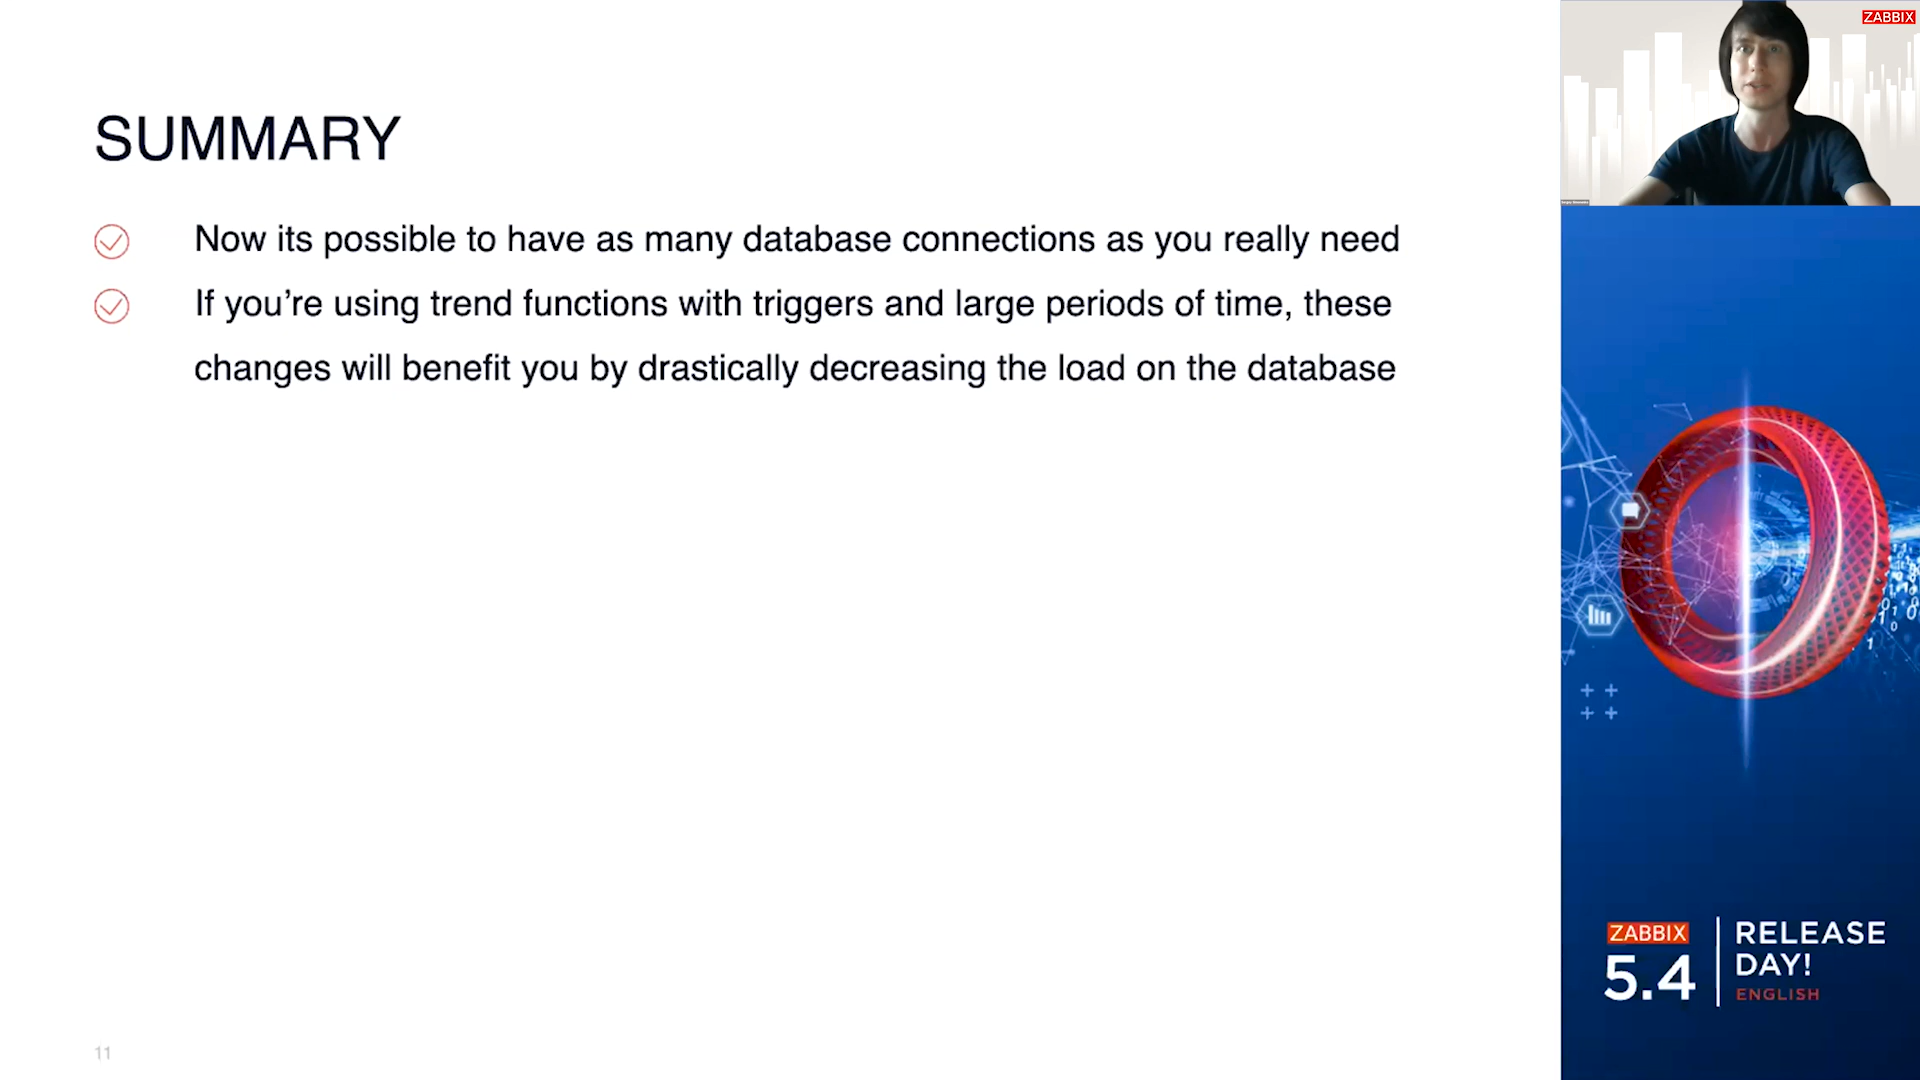 SUMMARY
Now its possible to have as many database connections as you really need
If you’re using trend functions with triggers and large periods of time, these
changes will benefit you by drastically decreasing the load on the database
11
ZABBIX
ZABBIX
5.4
RELEASE
DAY!
ENGLISH